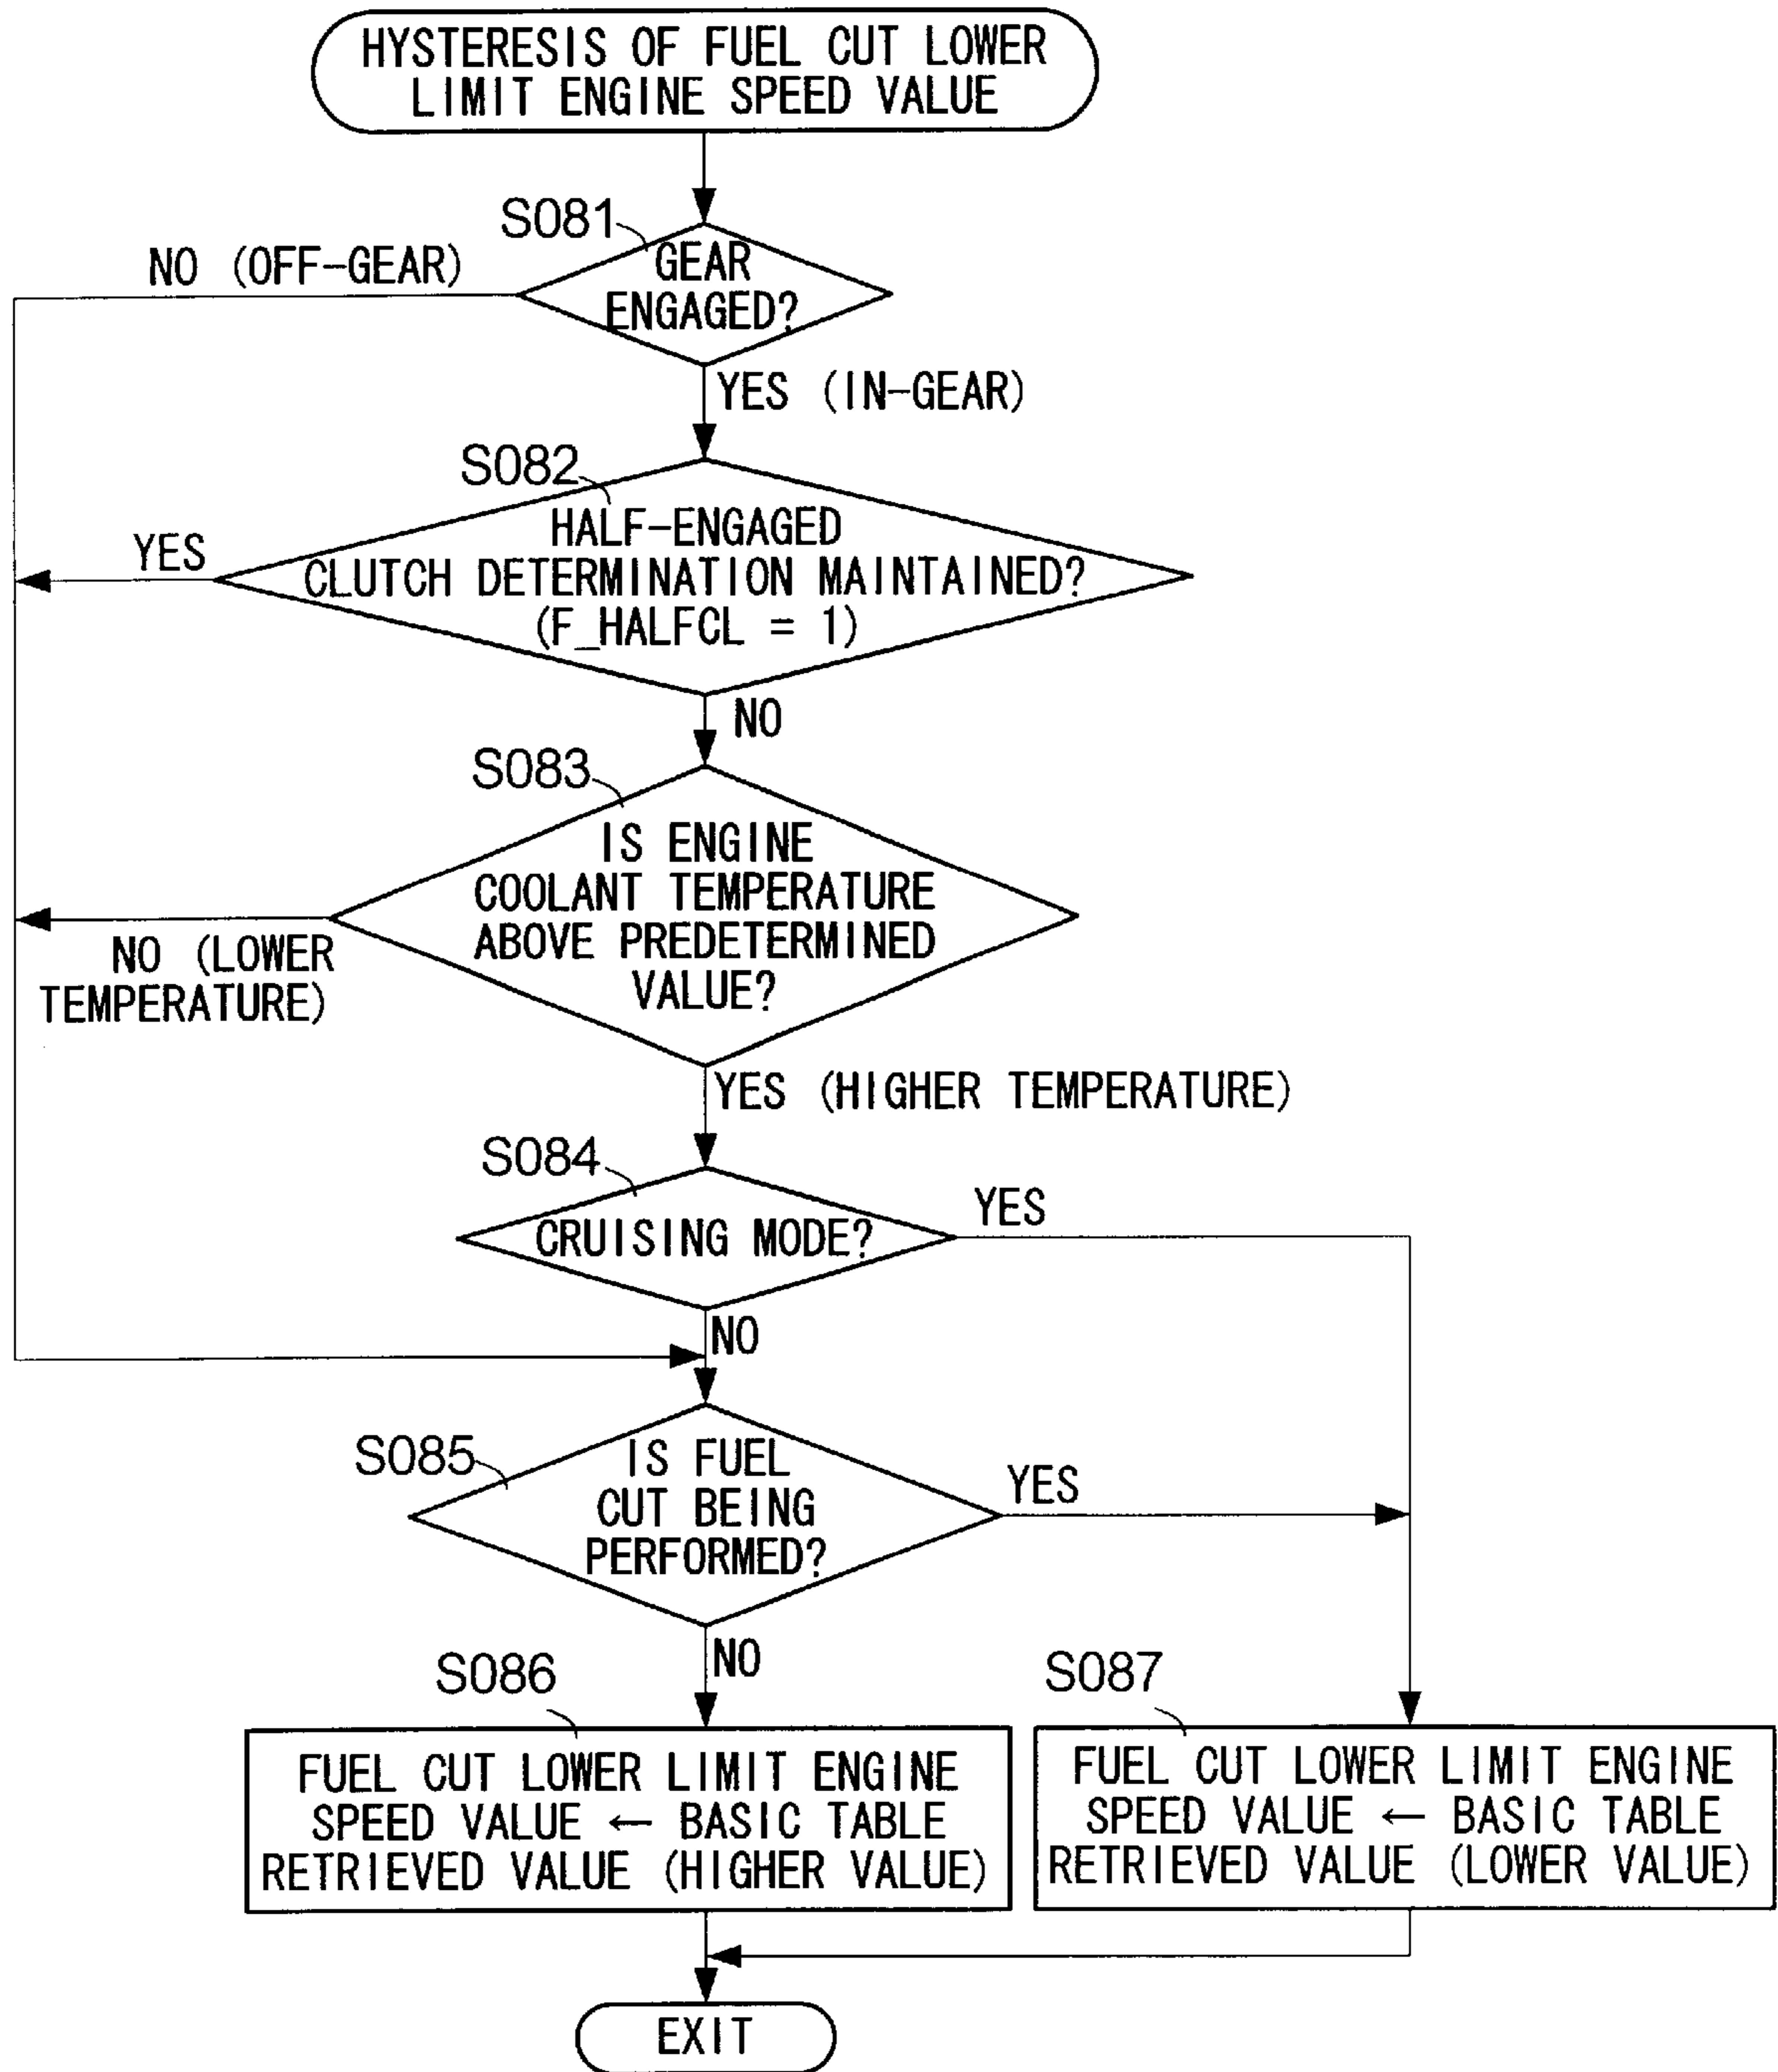 HYSTERESIS OF FUEL CUT LOWER
LIMIT ENGINE SPEED VALUE
S081
GEAR
ENGAGED?
NO (OFF-GEAR)
YES (IN-GEAR)
S082
HALF-ENGAGED
CLUTCH DETERMINATION MAINTAINED?
(F_HALFCL = 1)
YES
NO
S083
IS ENGINE
COOLANT TEMPERATURE
ABOVE PREDETERMINED
VALUE?
NO (LOWER
TEMPERATURE)
YES (HIGHER TEMPERATURE)
S084
CRUISING MODE?
YES
NO
S085
IS FUEL
CUT BEING
PERFORMED?
YES
NO
S086
FUEL CUT LOWER LIMIT ENGINE
SPEED VALUE ← BASIC TABLE
RETRIEVED VALUE (HIGHER VALUE)
S087
FUEL CUT LOWER LIMIT ENGINE
SPEED VALUE ← BASIC TABLE
RETRIEVED VALUE (LOWER VALUE)
EXIT